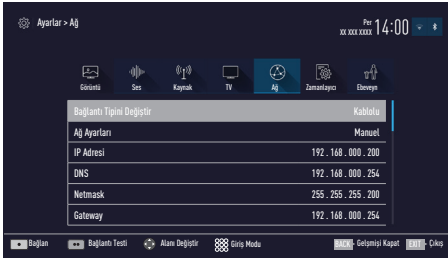 Ayarlar > Ağ
Per
xx xxx xxxx 14:00
Görüntü Ses Kaynak TV Ağ Zamanlayıcı Ebeveyn
Bağlantı Tipini Değiştir Kablolu
Ağ Ayarları Manuel
IP Adresi 192 . 168 . 000 . 200
DNS 192 . 168 . 000 . 254
Netmask 255 . 255 . 255 . 200
Gateway 192 . 168 . 000 . 254
Bağlan Bağlantı Testi Alanı Değiştir Giriş Modu BACK - Gelşmişi Kapat EXIT - Çıkış